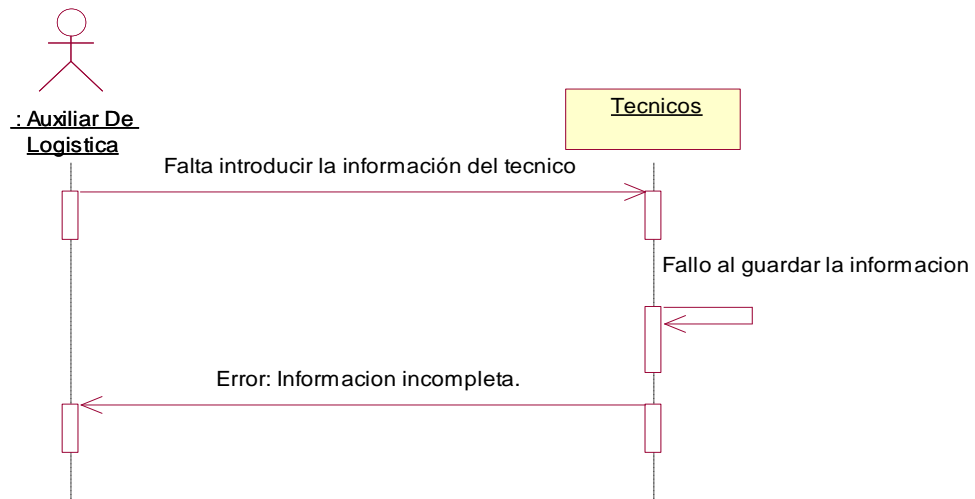 : Auxiliar De
Logistica
Tecnicos
Falta introducir la información del tecnico
Fallo al guardar la informacion
Error: Informacion incompleta.